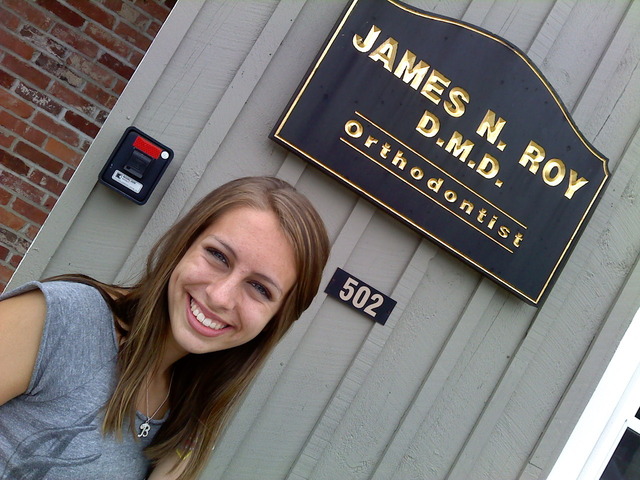 JAMES N. ROY
D.M.D.
Orthodontist
502
B